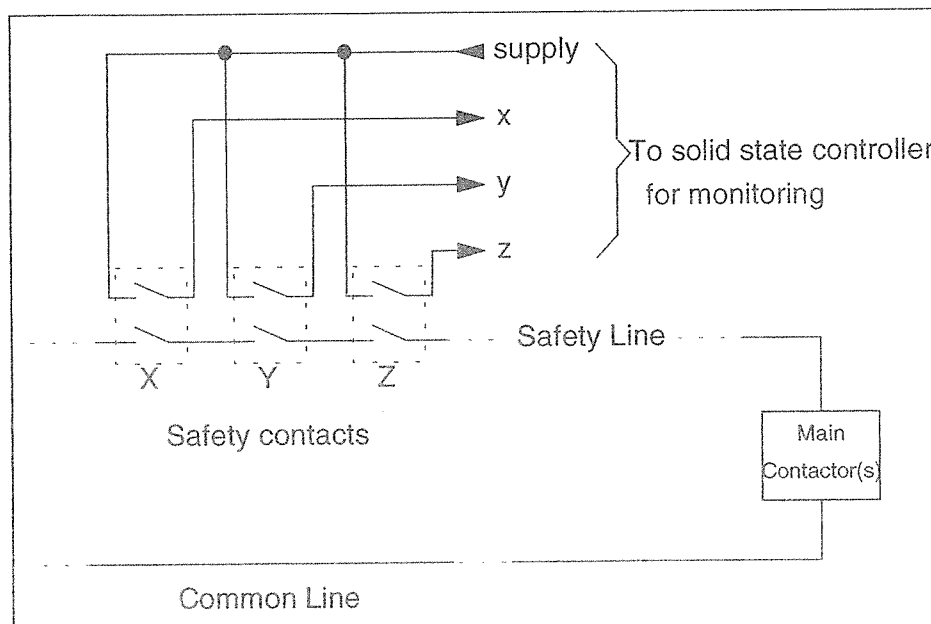 supply
x
To solid state controller
y
for monitoring
z
Safety Line
X Y Z
Safety contacts
Main
Contactor(s)
Common Line